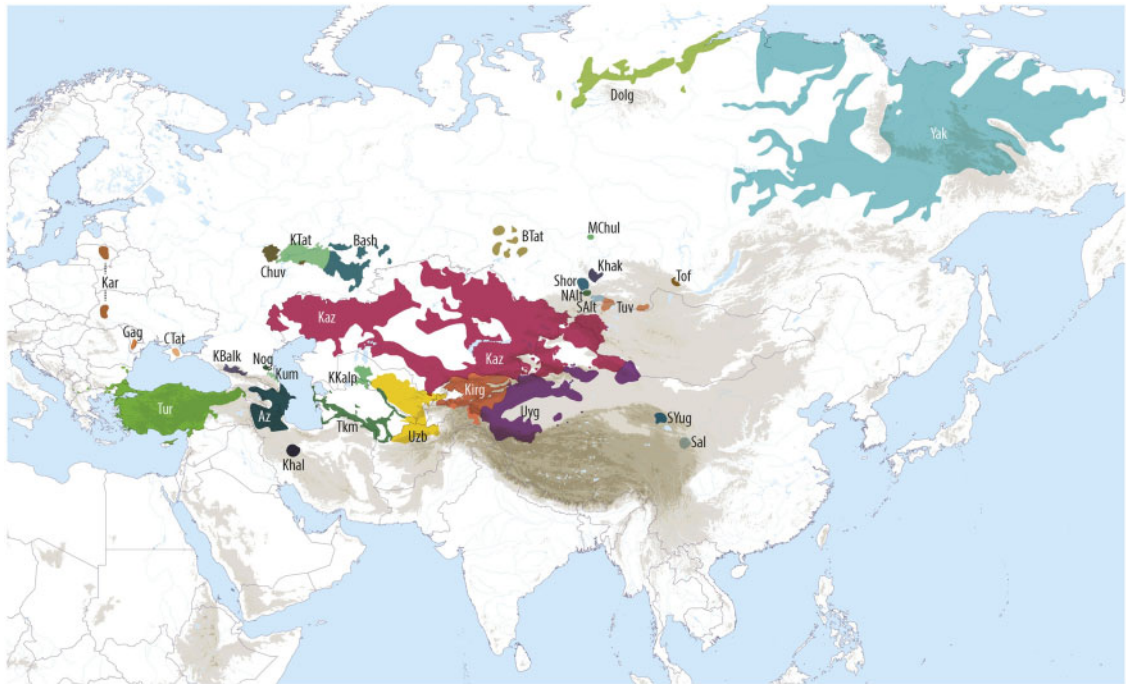 Dolg
Yak
MChul
BTat
KTat
Bash
Chuv
Khak
Shor
Tof
NAlt
SAlt
Tuv
Kar
Kaz
Gag
CTat
KBalk
Nog
Kum
KKalp
Kaz
Kirg
Tur
Az
Tkm
Uzb
Uyg
SYug
Sal
Khal